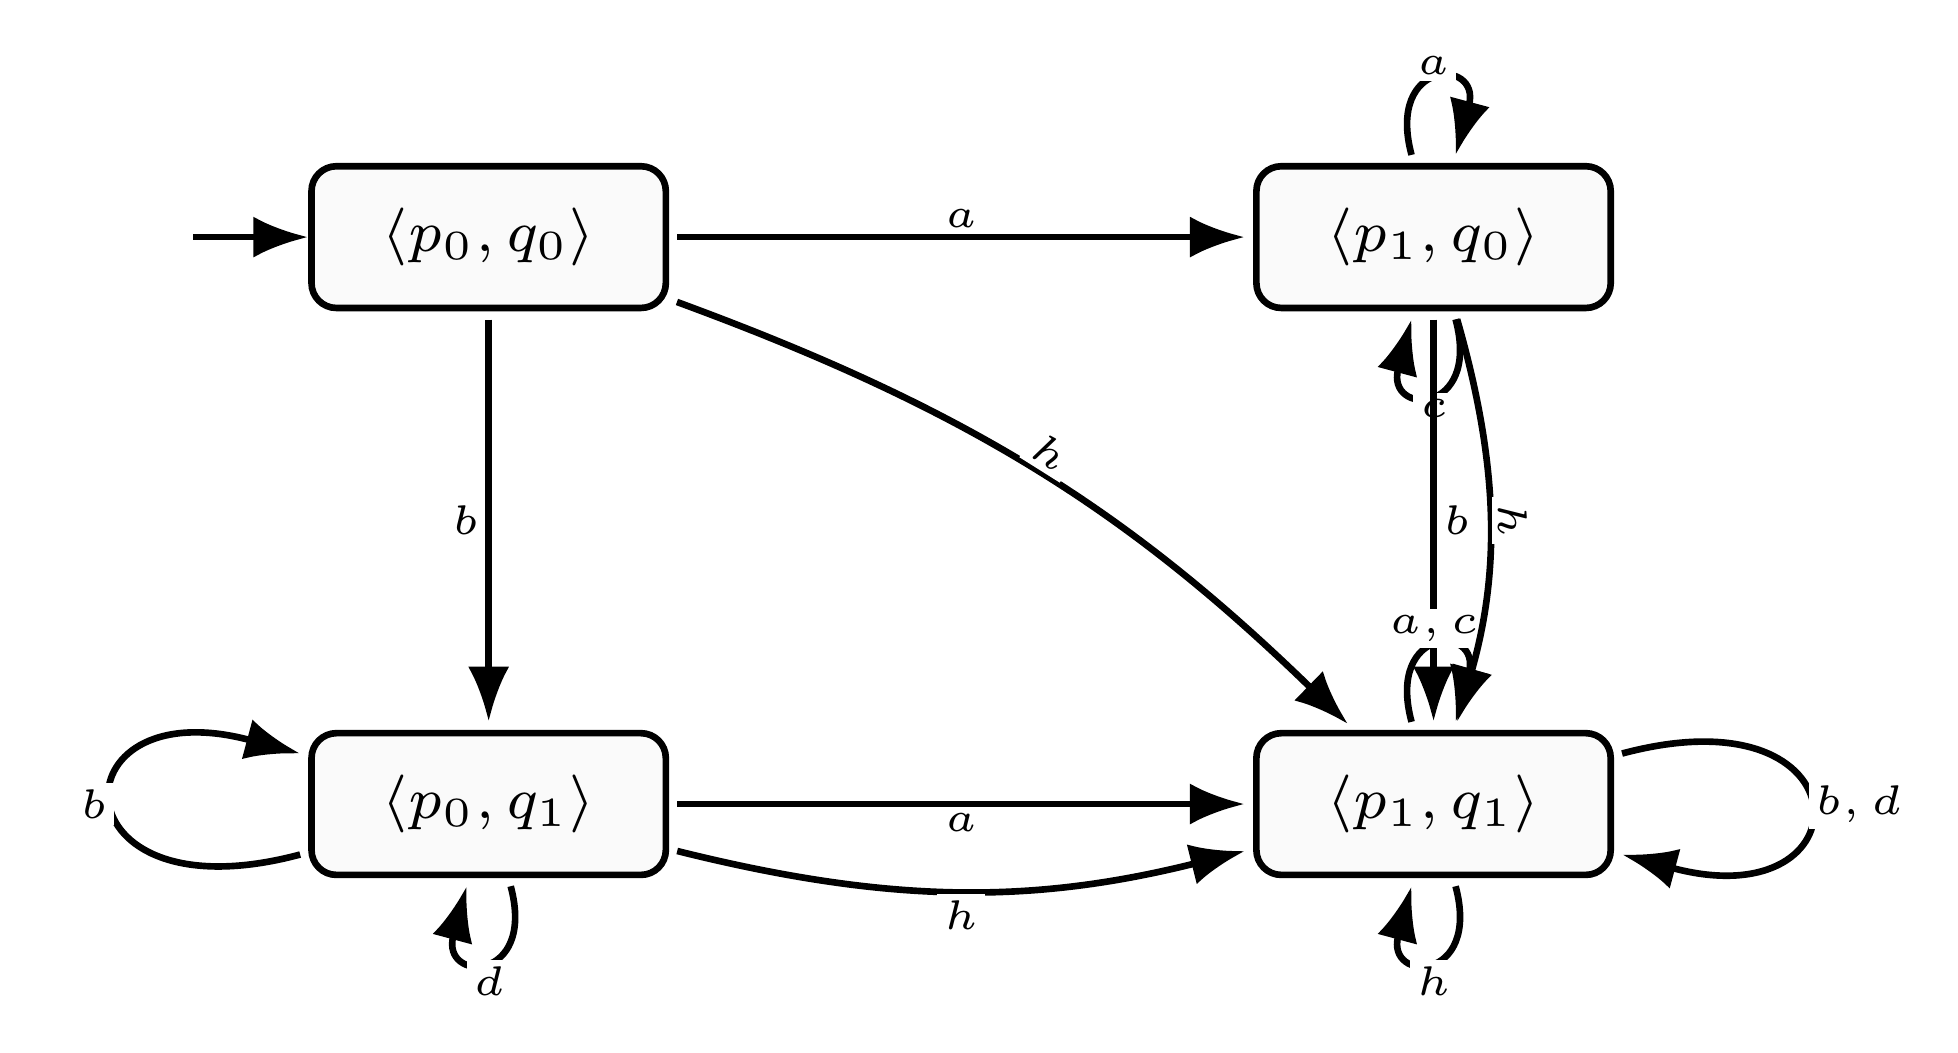 a
⟨p₀, q₀⟩
a
⟨p₁, q₀⟩
c
h
b
b
h
a, c
b
⟨p₀, q₁⟩
a
⟨p₁, q₁⟩
b, d
h
d
h